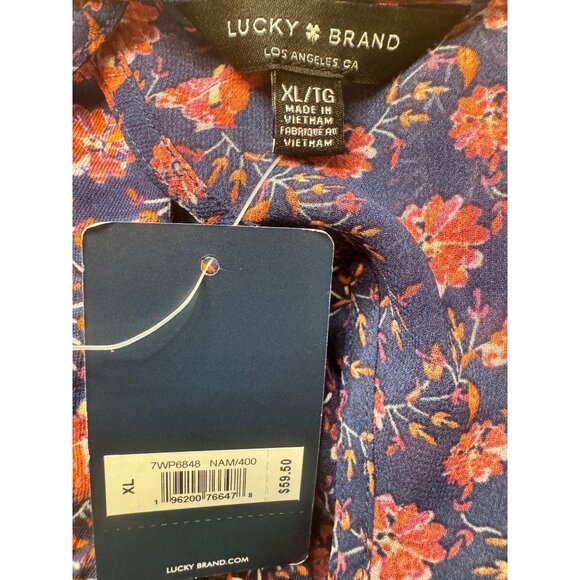 LUCKY BRAND
LOS ANGELES, CA
XL/TG
MADE IN
VIETNAM
FABRIQUÉ AU
VIETNAM
7WP6848 NAM/400
XL
1 96200 76647 8
$59.50
LUCKY BRAND.COM